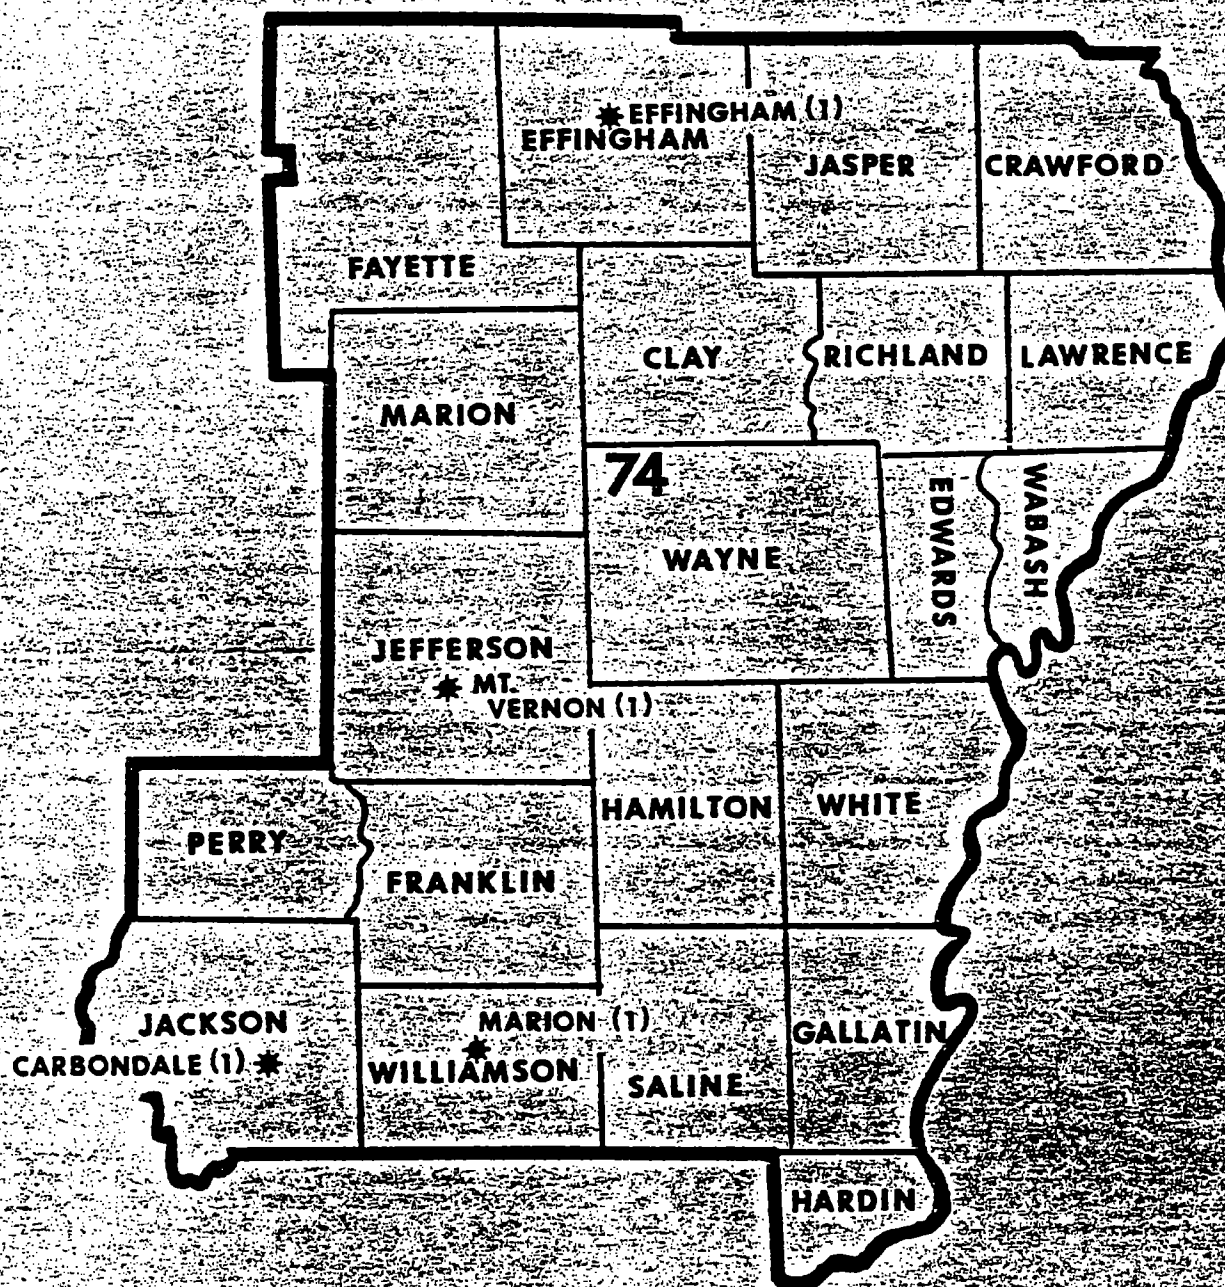 EFFINGHAM (1)
EFFINGHAM
JASPER
CRAWFORD
FAYETTE
CLAY
RICHLAND
LAWRENCE
MARION
74
WAYNE
EDWARDS
WABASH
JEFFERSON
MT.
VERNON (1)
HAMILTON
WHITE
PERRY
FRANKLIN
JACKSON
MARION (1)
GALLATIN
CARBONDALE (1)
WILLIAMSON
SALINE
HARDIN